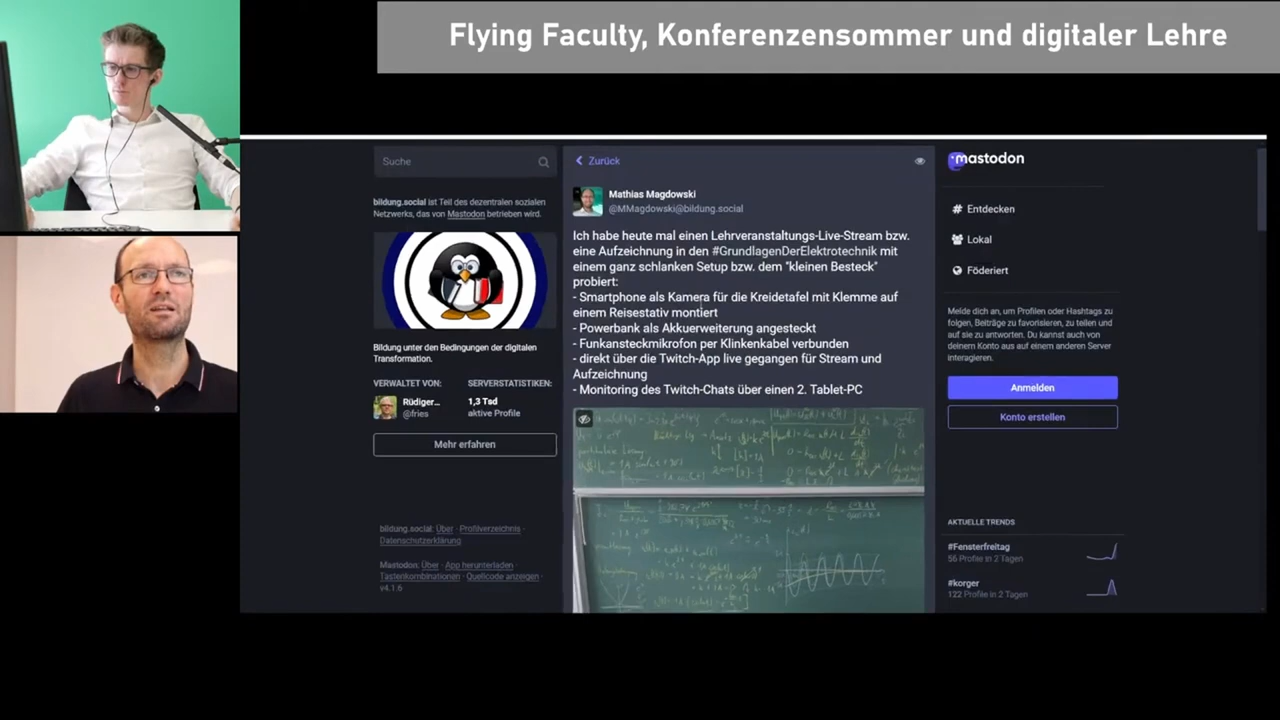 Flying Faculty, Konferenzensommer und digitaler Lehre
Suche
bildung.social ist Teil des dezentralen sozialen
Netzwerks, das von Mastodon betrieben wird.
Bildung unter den Bedingungen der digitalen
Transformation.
VERWALTET VON:
Rüdiger...
@fries
SERVERSTATISTIKEN:
1,3 Tsd
aktive Profile
Mehr erfahren
bildung.social: Über · Profilverzeichnis ·
Datenschutzerklärung
Mastodon: Über · App herunterladen ·
Tastenkombinationen · Quellcode anzeigen ·
v4.1.6
Zurück
Mathias Magdowski
@MMagdowski@bildung.social
Ich habe heute mal einen Lehrveranstaltungs-Live-Stream bzw.
eine Aufzeichnung in den #GrundlagenDerElektrotechnik mit
einem ganz schlanken Setup bzw. dem "kleinen Besteck"
probiert:
- Smartphone als Kamera für die Kreidetafel mit Klemme auf
einem Reisestativ montiert
- Powerbank als Akkuerweiterung angesteckt
- Funkansteckmikrofon per Klinkenkabel verbunden
- direkt über die Twitch-App live gegangen für Stream und
Aufzeichnung
- Monitoring des Twitch-Chats über einen 2. Tablet-PC
mastodon
# Entdecken
Lokal
Föderiert
Melde dich an, um Profilen oder Hashtags zu
folgen, Beiträge zu favorisieren, zu teilen und
auf sie zu antworten. Du kannst auch von
deinem Konto aus auf einem anderen Server
interagieren.
Anmelden
Konto erstellen
AKTUELLE TRENDS
#Fensterfreitag
56 Profile in 2 Tagen
#korger
122 Profile in 2 Tagen